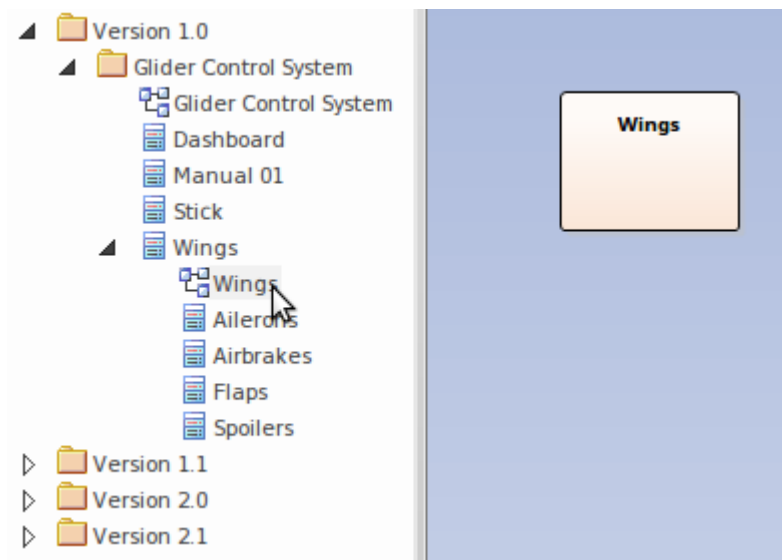 Version 1.0
Glider Control System
Glider Control System
Dashboard
Manual 01
Stick
Wings
Wings
Ailerons
Airbrakes
Flaps
Spoilers
Version 1.1
Version 2.0
Version 2.1
Wings